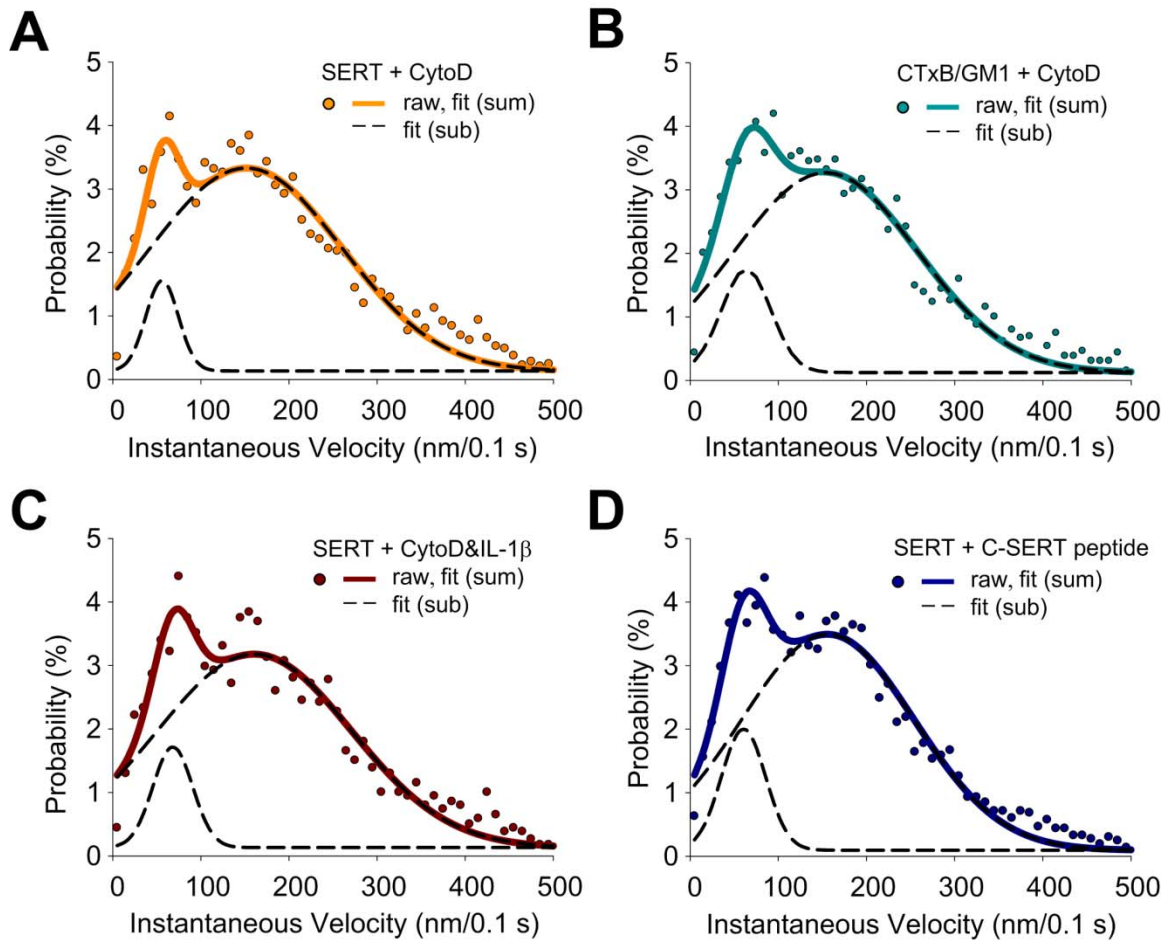 A
SERT + CytoD
raw, fit (sum)
fit (sub)
Probability (%)
5
4
3
2
1
0
0 100 200 300 400 500
Instantaneous Velocity (nm/0.1 s)
B
CTxB/GM1 + CytoD
raw, fit (sum)
fit (sub)
Probability (%)
5
4
3
2
1
0
0 100 200 300 400 500
Instantaneous Velocity (nm/0.1 s)
C
SERT + CytoD&IL-1β
raw, fit (sum)
fit (sub)
Probability (%)
5
4
3
2
1
0
0 100 200 300 400 500
Instantaneous Velocity (nm/0.1 s)
D
SERT + C-SERT peptide
raw, fit (sum)
fit (sub)
Probability (%)
5
4
3
2
1
0
0 100 200 300 400 500
Instantaneous Velocity (nm/0.1 s)